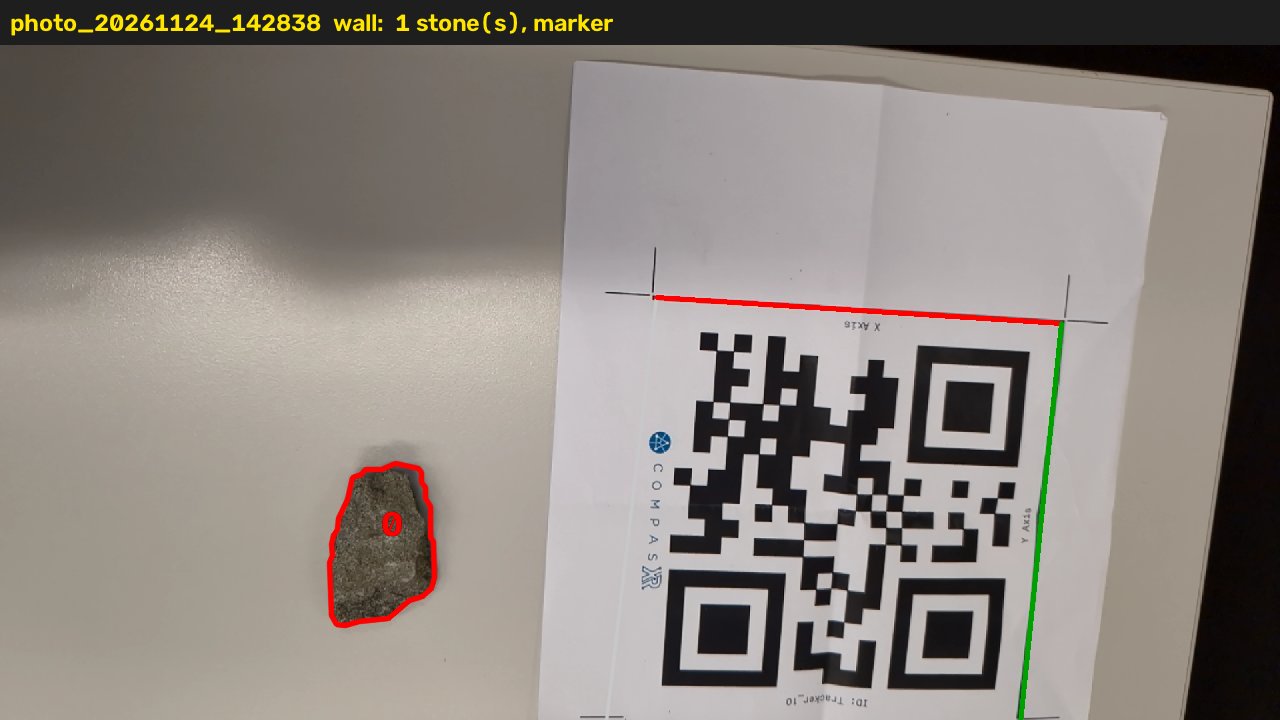 photo_20261124_142838 wall: 1 stone(s), marker
X Axis
0
COMPAS XR
Y Axis
ID: Tracker_10